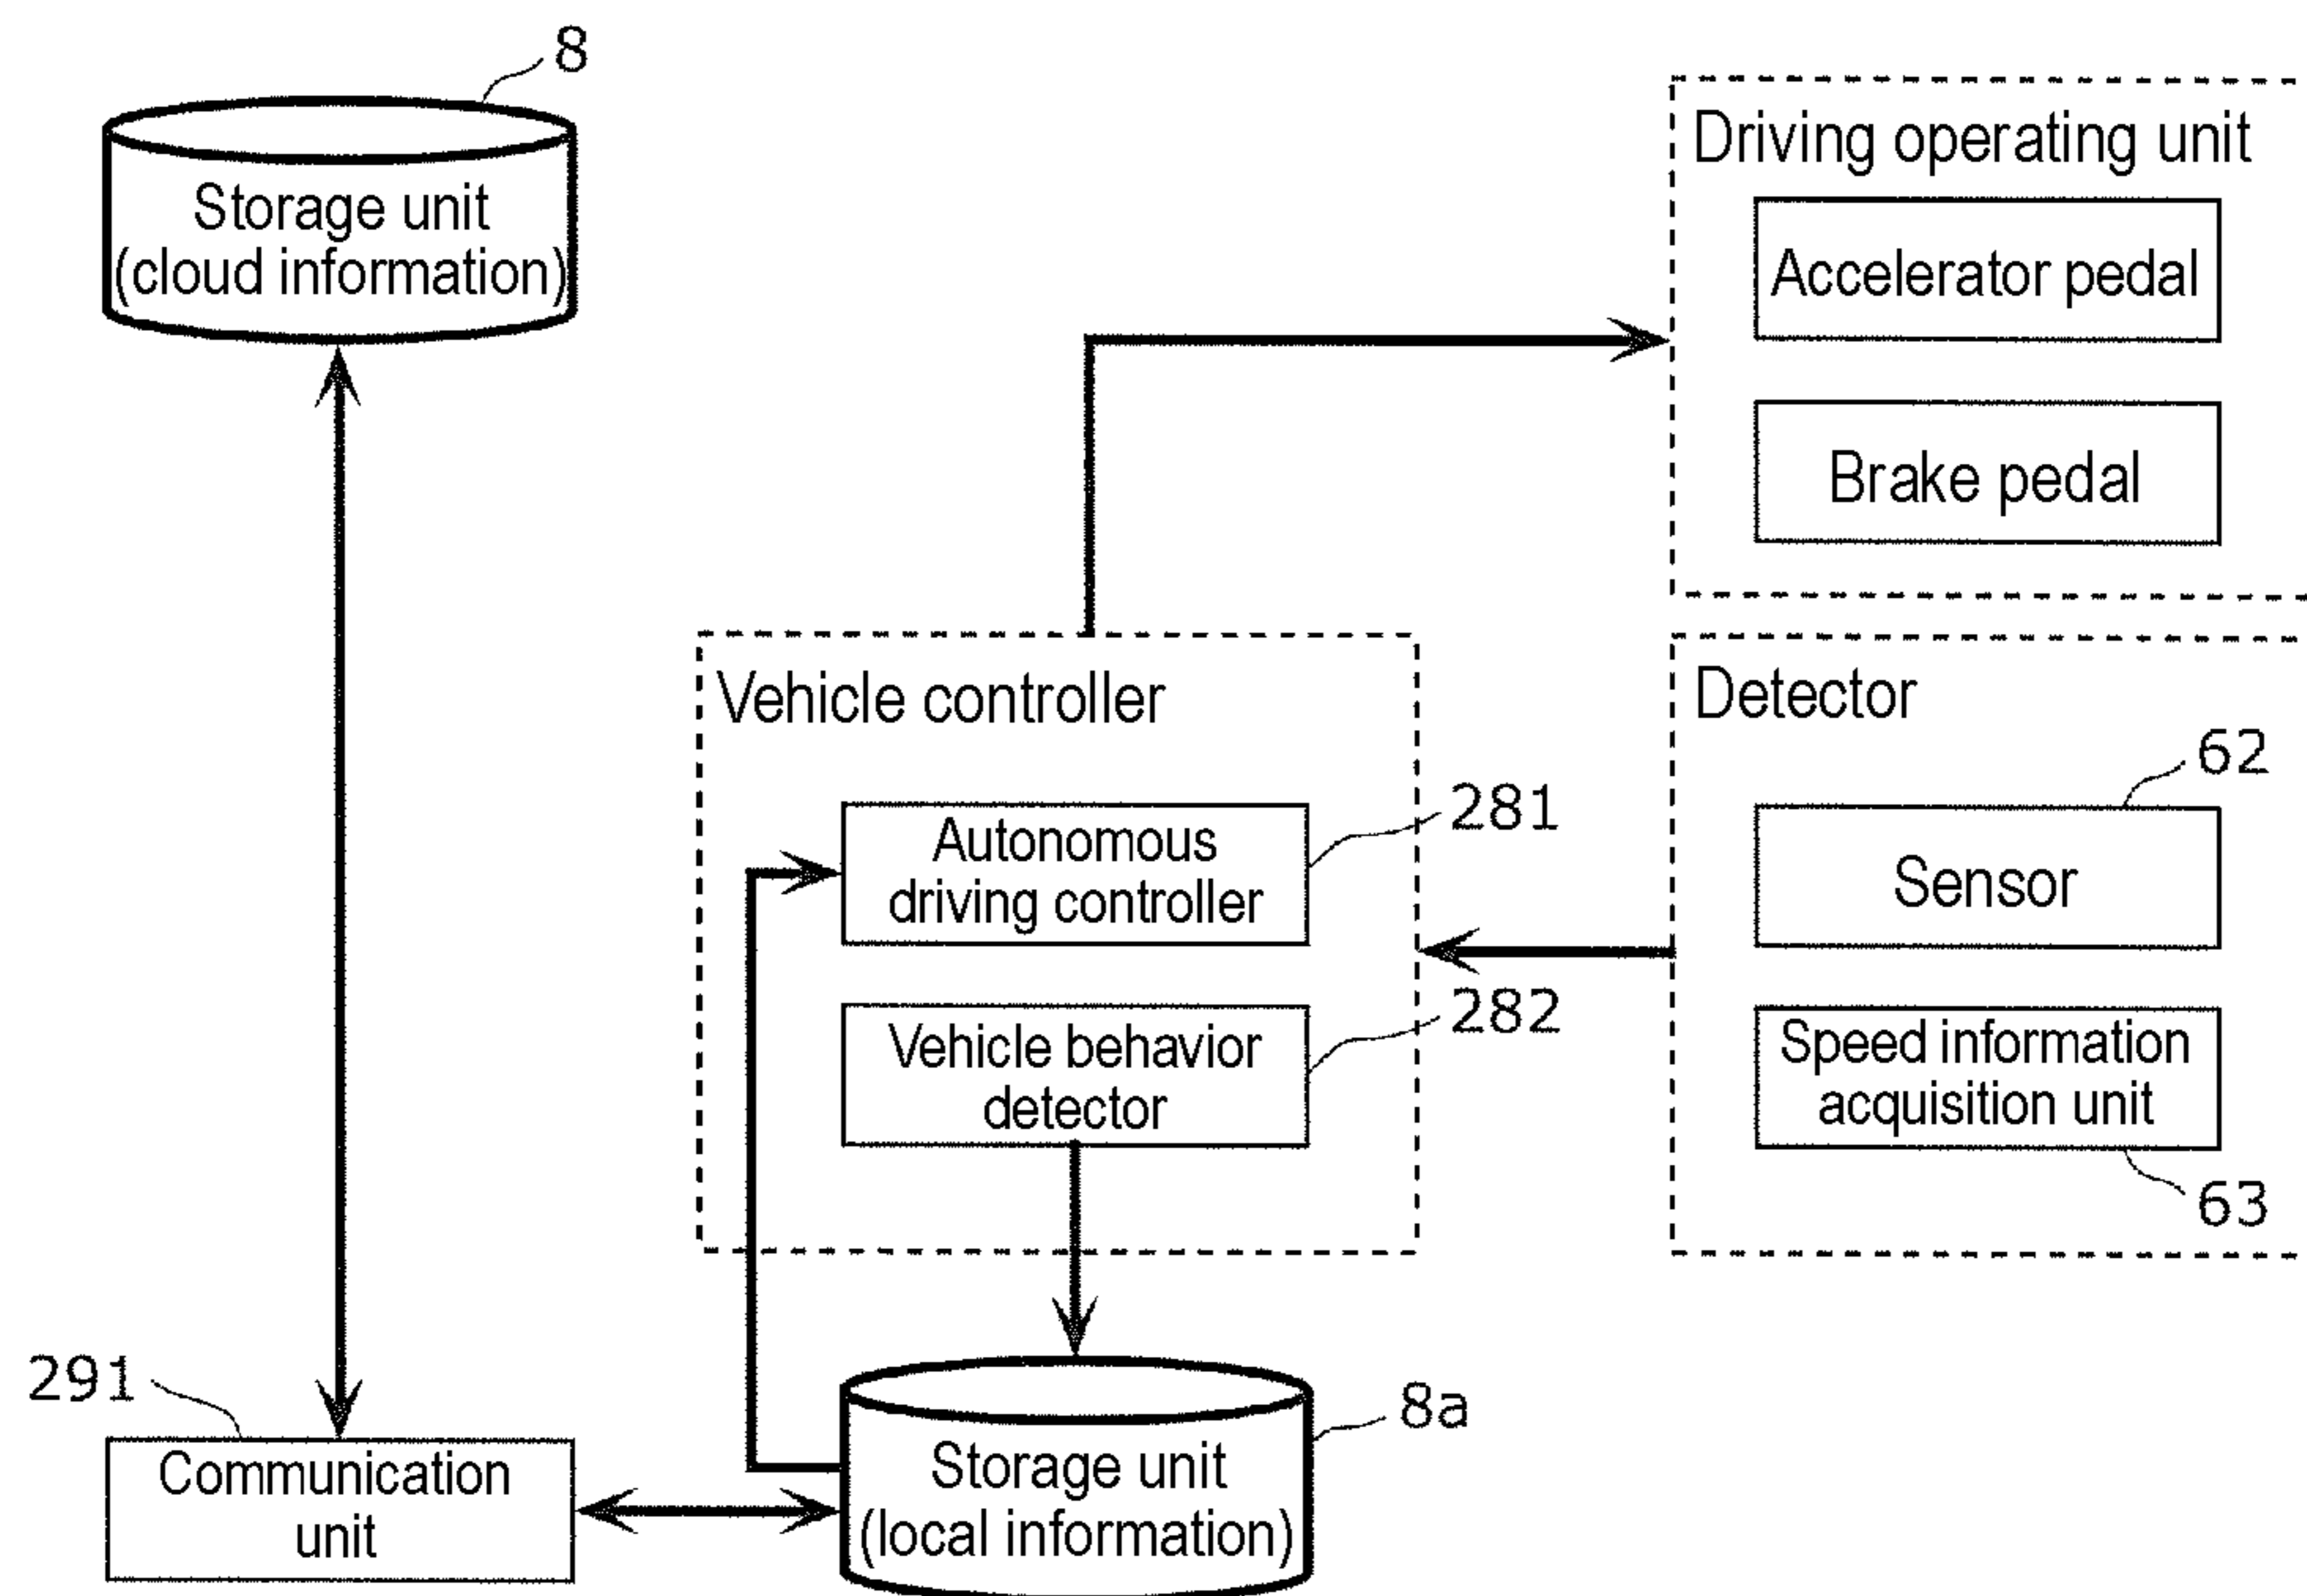 8
Storage unit
(cloud information)
Driving operating unit
Accelerator pedal
Brake pedal
Vehicle controller
Autonomous
driving controller
281
Vehicle behavior
detector
282
Detector
62
Sensor
Speed information
acquisition unit
63
291
Communication
unit
8a
Storage unit
(local information)